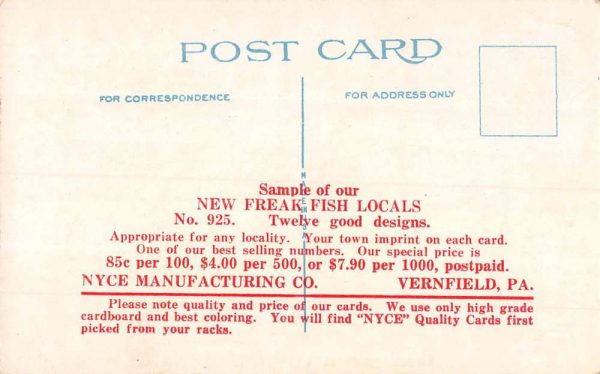 POST CARD
FOR CORRESPONDENCE
FOR ADDRESS ONLY
Sample of our
NEW FREAK FISH LOCALS
No. 925. Twelve good designs.
Appropriate for any locality. Your town imprint on each card.
One of our best selling numbers. Our special price is
85c per 100, $4.00 per 500, or $7.90 per 1000, postpaid.
NYCE MANUFACTURING CO. VERNFIELD, PA.
Please note quality and price of our cards. We use only high grade
cardboard and best coloring. You will find "NYCE" Quality Cards first
picked from your racks.